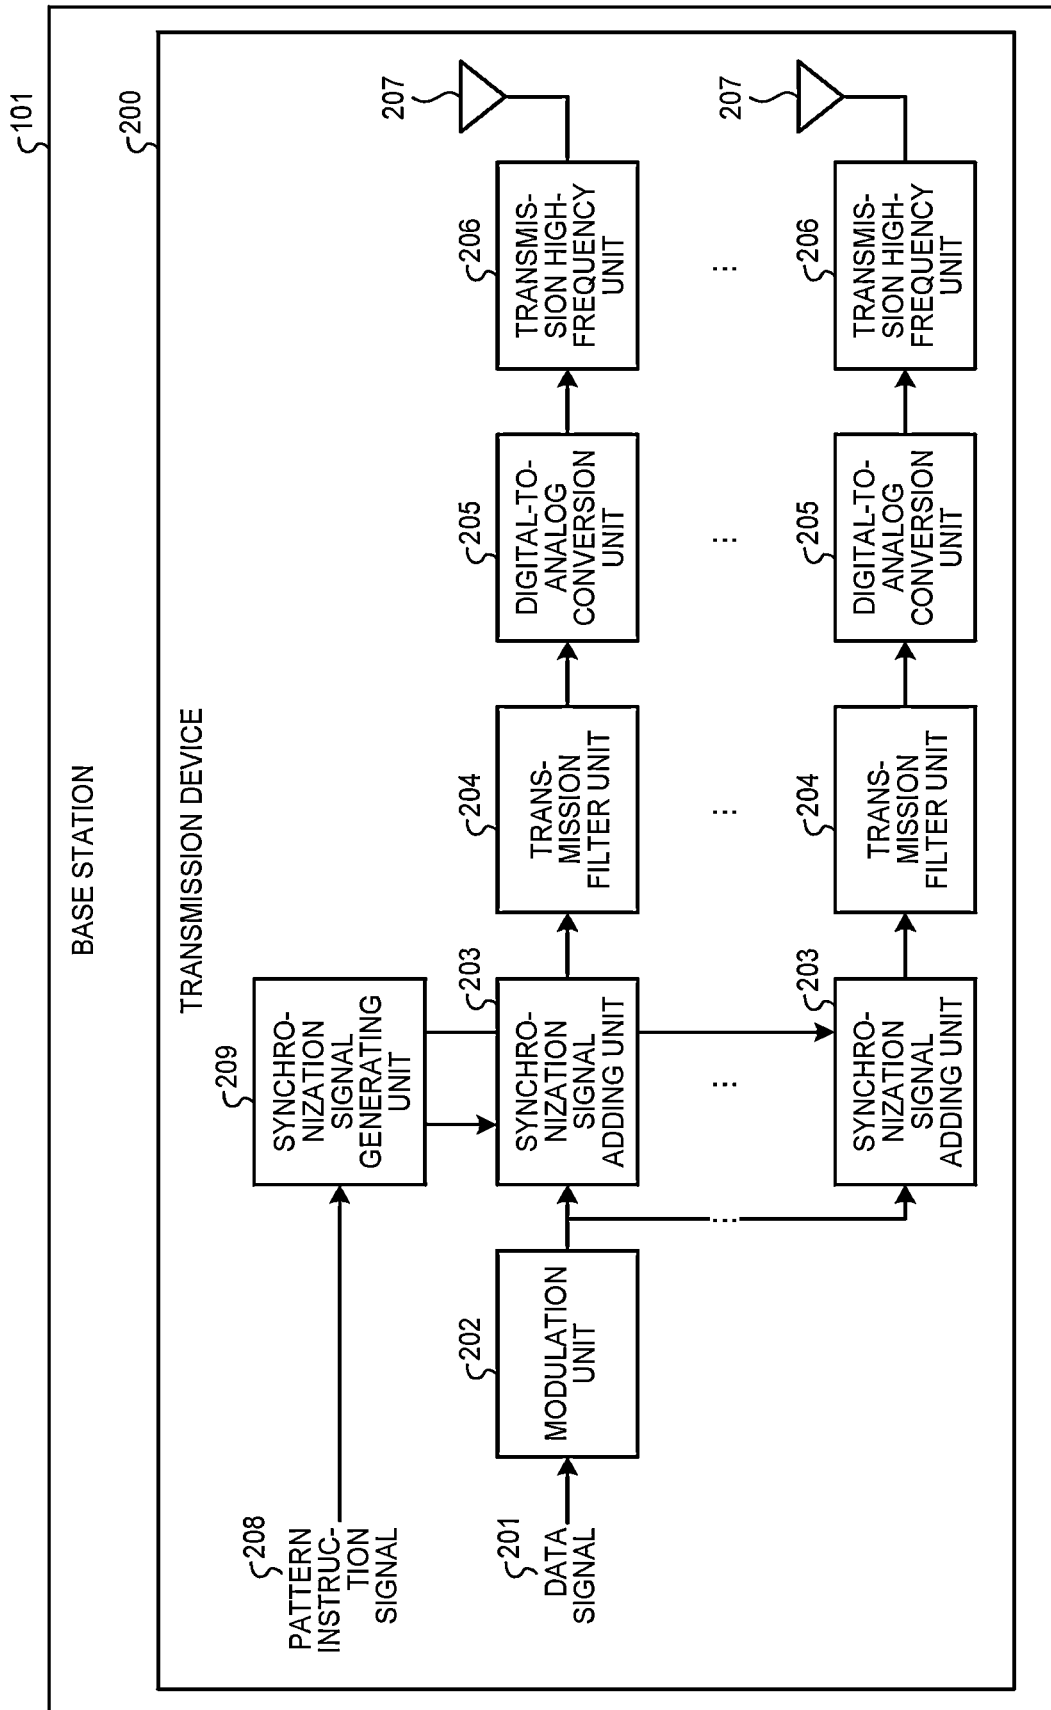 101
BASE STATION
200
TRANSMISSION DEVICE
208
PATTERN
INSTRUC-
TION
SIGNAL
209
SYNCHRO-
NIZATION
SIGNAL
GENERATING
UNIT
201
DATA
SIGNAL
202
MODULATION
UNIT
203
SYNCHRO-
NIZATION
SIGNAL
ADDING UNIT
204
TRANS-
MISSION
FILTER UNIT
205
DIGITAL-TO-
ANALOG
CONVERSION
UNIT
206
TRANSMIS-
SION HIGH-
FREQUENCY
UNIT
207
...
...
...
...
...
203
SYNCHRO-
NIZATION
SIGNAL
ADDING UNIT
204
TRANS-
MISSION
FILTER UNIT
205
DIGITAL-TO-
ANALOG
CONVERSION
UNIT
206
TRANSMIS-
SION HIGH-
FREQUENCY
UNIT
207